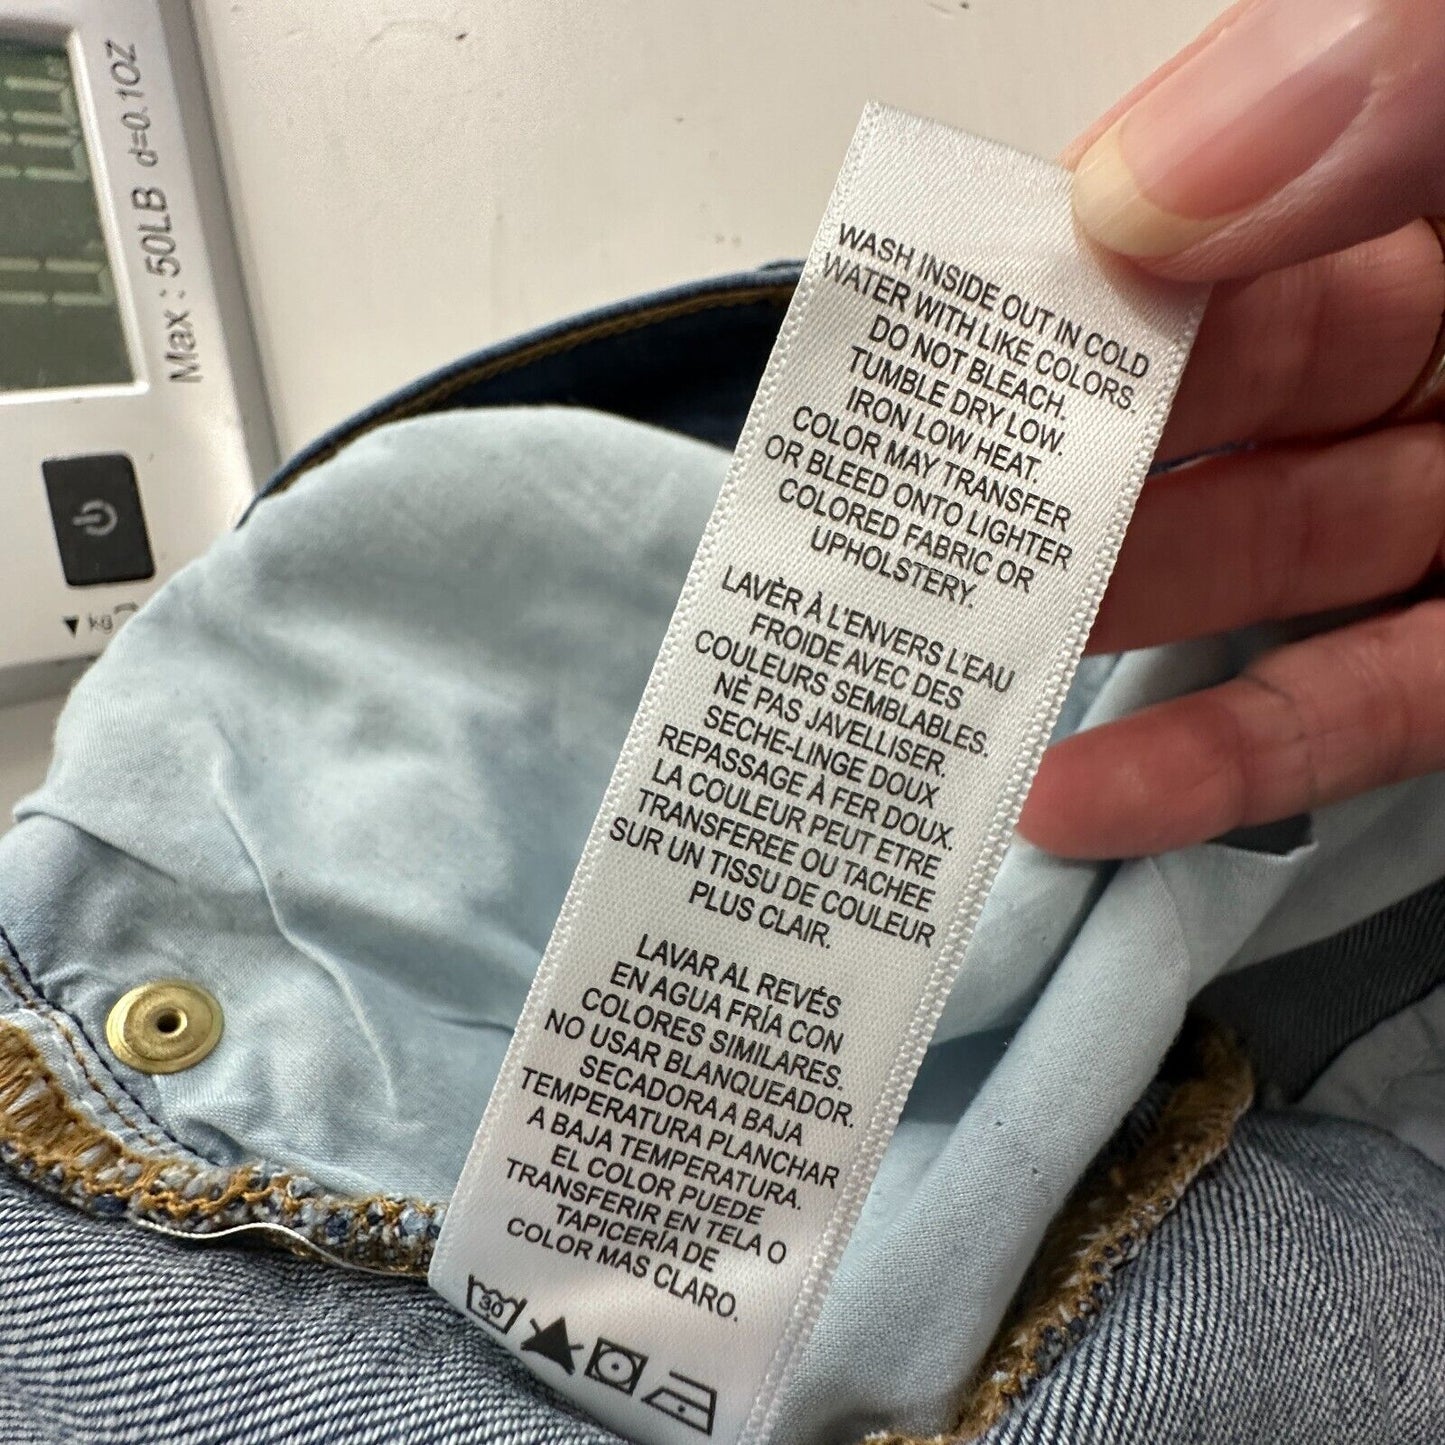 Max : 50LB d=0.1OZ
kg
WASH INSIDE OUT IN COLD
WATER WITH LIKE COLORS.
DO NOT BLEACH.
TUMBLE DRY LOW.
IRON LOW HEAT.
COLOR MAY TRANSFER
OR BLEED ONTO LIGHTER
COLORED FABRIC OR
UPHOLSTERY.
LAVÈR À L'ENVERS L'EAU
FROIDE AVEC DES
COULEURS SEMBLABLES.
NÈ PAS JAVELLISER.
SECHE-LINGE DOUX
REPASSAGE À FER DOUX.
LA COULEUR PEUT ETRE
TRANSFEREE OU TACHEE
SUR UN TISSU DE COULEUR
PLUS CLAIR.
LAVAR AL REVÉS
EN AGUA FRÍA CON
COLORES SIMILARES.
NO USAR BLANQUEADOR.
SECADORA A BAJA
TEMPERATURA PLANCHAR
A BAJA TEMPERATURA.
EL COLOR PUEDE
TRANSFERIR EN TELA O
TAPICERÍA DE
COLOR MAS CLARO.
30